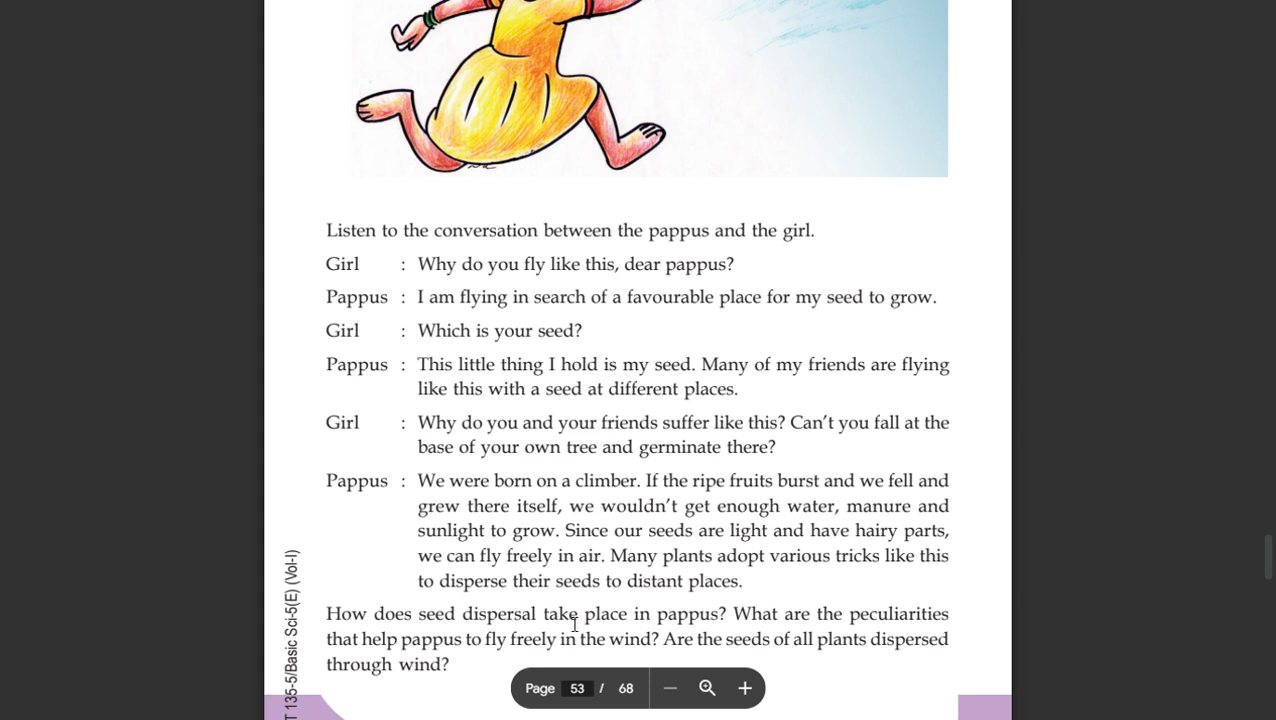 Listen to the conversation between the pappus and the girl.
Girl : Why do you fly like this, dear pappus?
Pappus : I am flying in search of a favourable place for my seed to grow.
Girl : Which is your seed?
Pappus : This little thing I hold is my seed. Many of my friends are flying
like this with a seed at different places.
Girl : Why do you and your friends suffer like this? Can't you fall at the
base of your own tree and germinate there?
Pappus : We were born on a climber. If the ripe fruits burst and we fell and
grew there itself, we wouldn't get enough water, manure and
sunlight to grow. Since our seeds are light and have hairy parts,
we can fly freely in air. Many plants adopt various tricks like this
to disperse their seeds to distant places.
How does seed dispersal take place in pappus? What are the peculiarities
that help pappus to fly freely in the wind? Are the seeds of all plants dispersed
through wind?
T 135-5/Basic Sci-5(E) (Vol-I)
Page 53 / 68